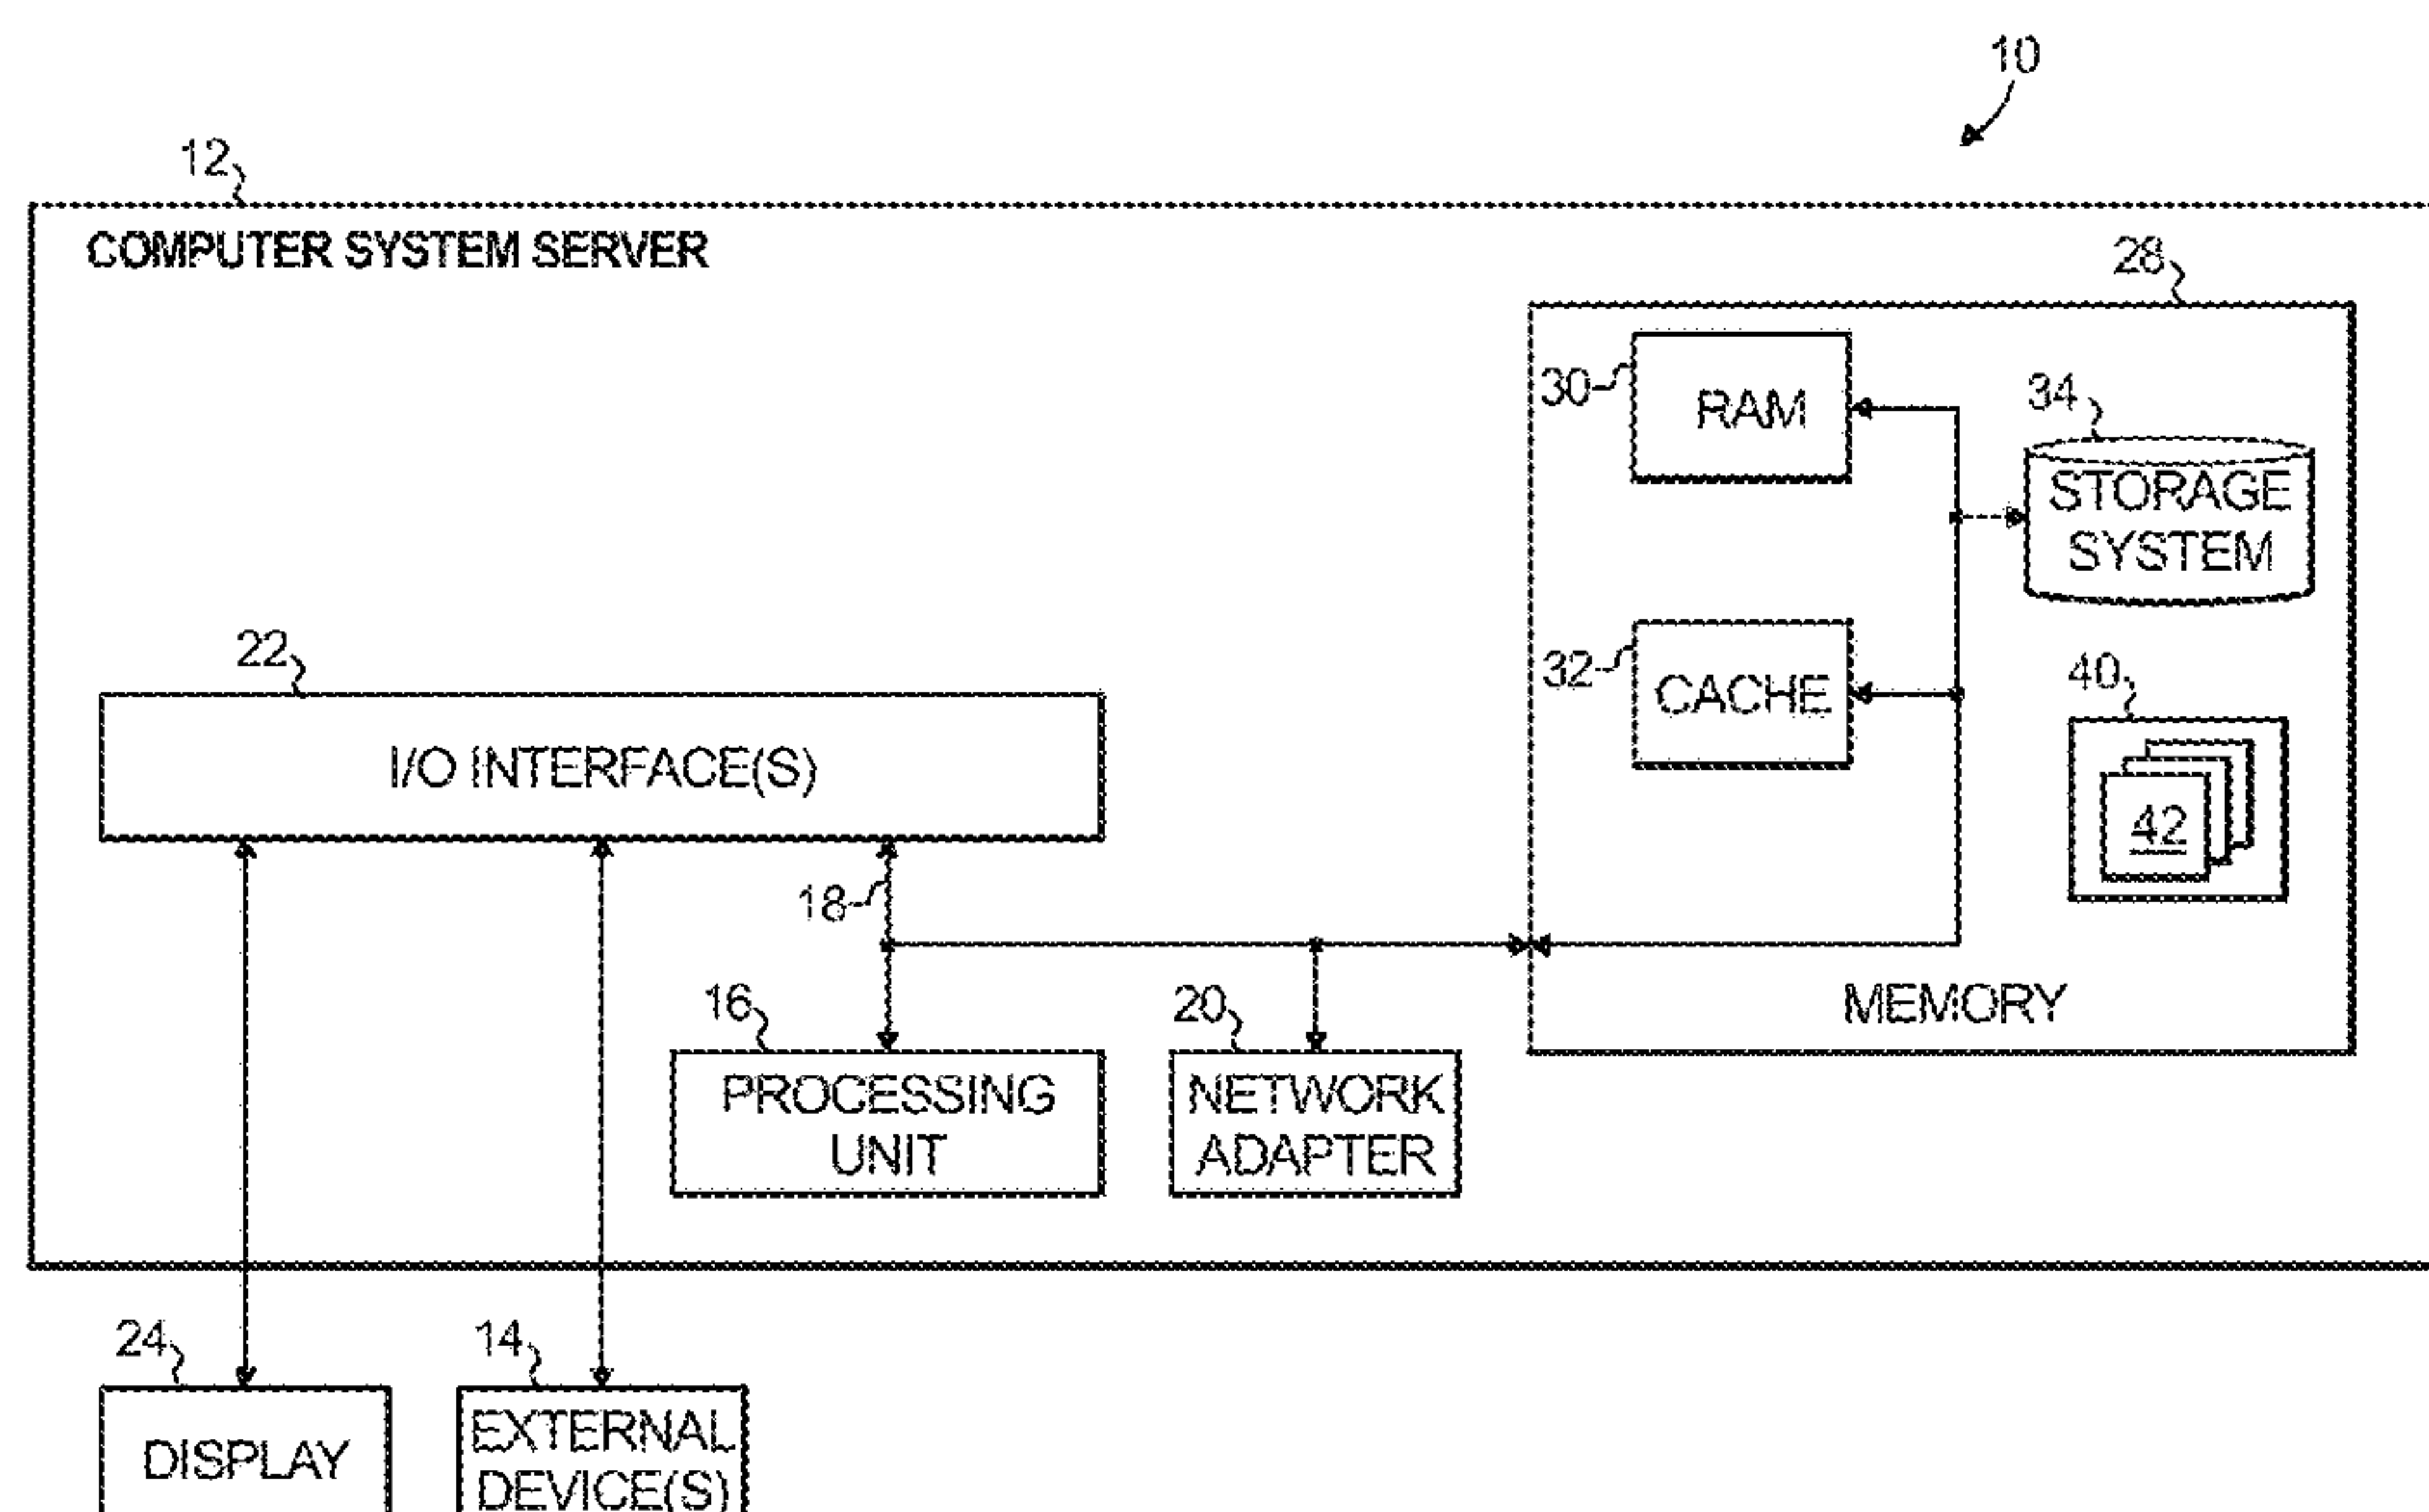 10
12
COMPUTER SYSTEM SERVER
28
30
RAM
34
STORAGE
SYSTEM
22
32
CACHE
40
I/O INTERFACE(S)
42
18
16
20
MEMORY
PROCESSING
UNIT
NETWORK
ADAPTER
24
14
DISPLAY
EXTERNAL
DEVICE(S)